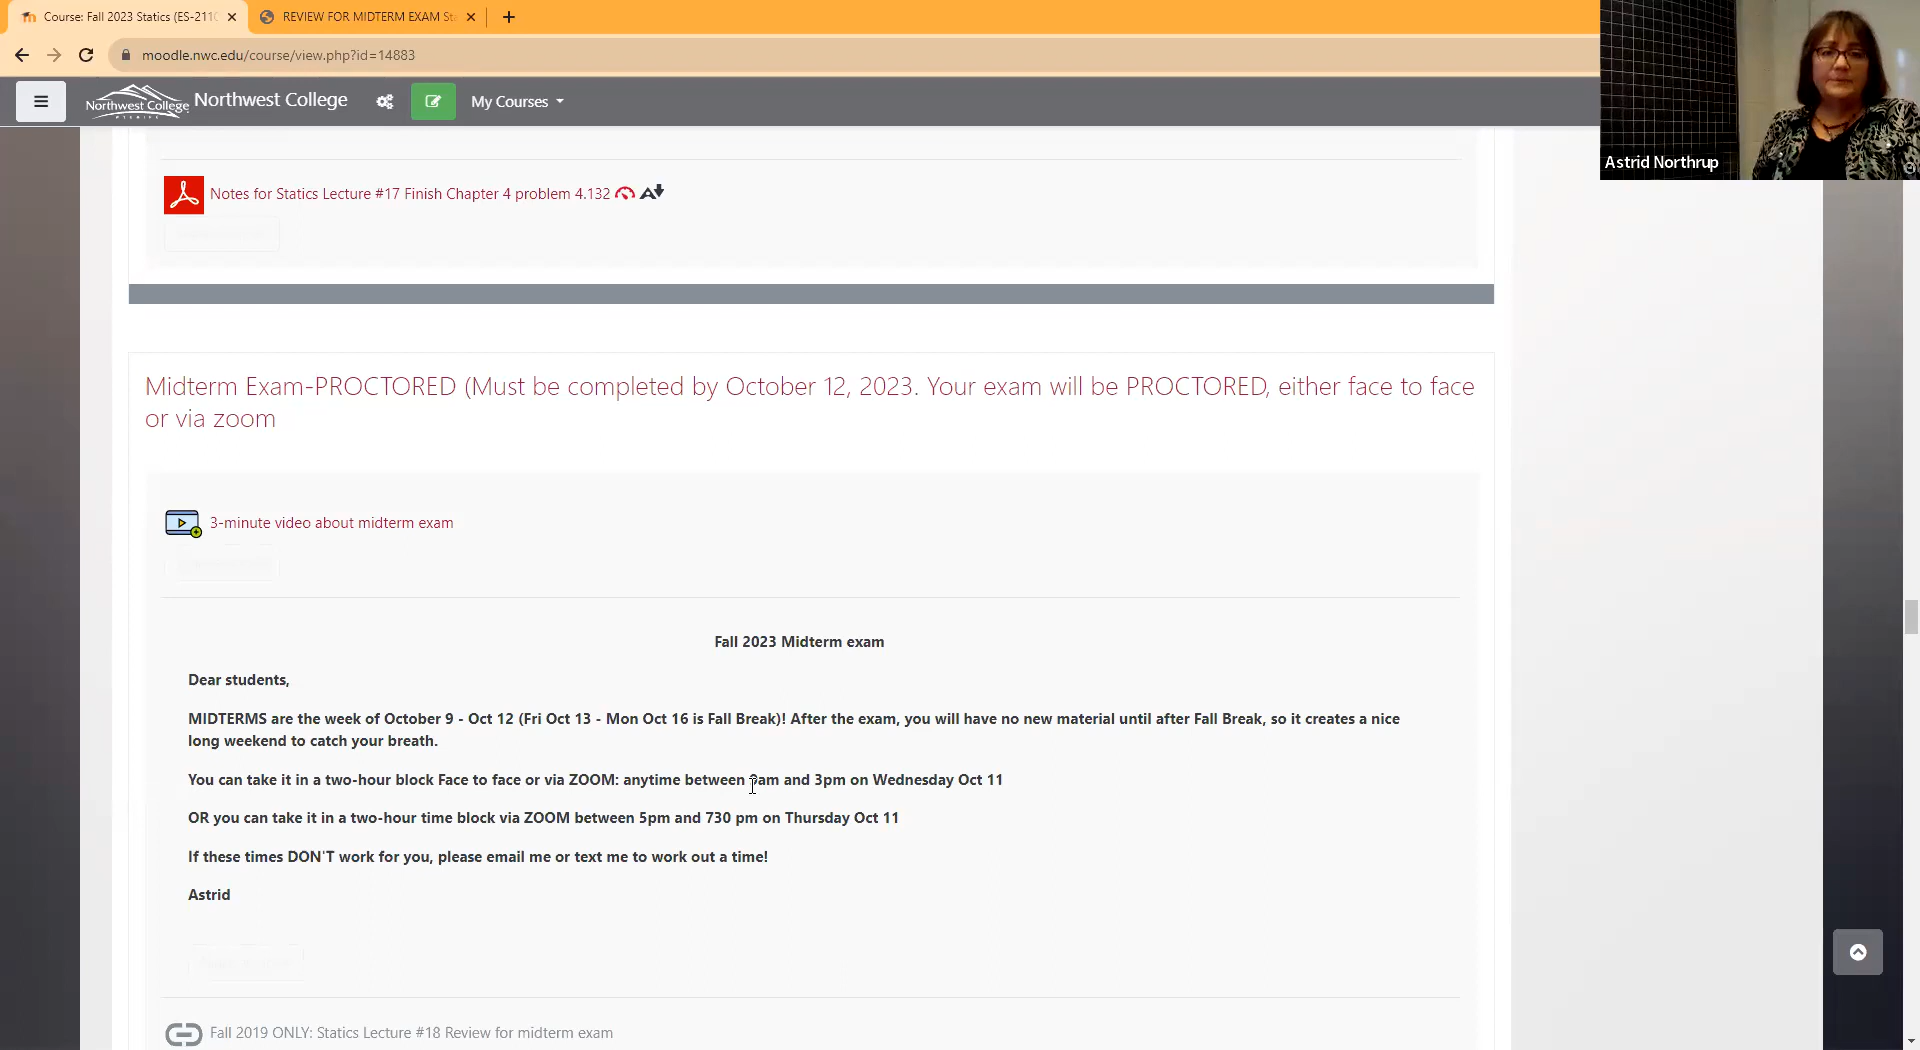 Course: Fall 2023 Statics (ES-211
REVIEW FOR MIDTERM EXAM St
moodle.nwc.edu/course/view.php?id=14883
Northwest College
Northwest College
My Courses
Astrid Northrup
Notes for Statics Lecture #17 Finish Chapter 4 problem 4.132
Midterm Exam-PROCTORED (Must be completed by October 12, 2023. Your exam will be PROCTORED, either face to face
or via zoom
3-minute video about midterm exam
Fall 2023 Midterm exam
Dear students,
MIDTERMS are the week of October 9 - Oct 12 (Fri Oct 13 - Mon Oct 16 is Fall Break)! After the exam, you will have no new material until after Fall Break, so it creates a nice
long weekend to catch your breath.
You can take it in a two-hour block Face to face or via ZOOM: anytime between and 3pm on Wednesday Oct 11
OR you can take it in a two-hour time block via ZOOM between 5pm and 730 pm on Thursday Oct 11
If these times DON'T work for you, please email me or text me to work out a time!
Astrid
Fall 2019 ONLY: Statics Lecture #18 Review for midterm exam